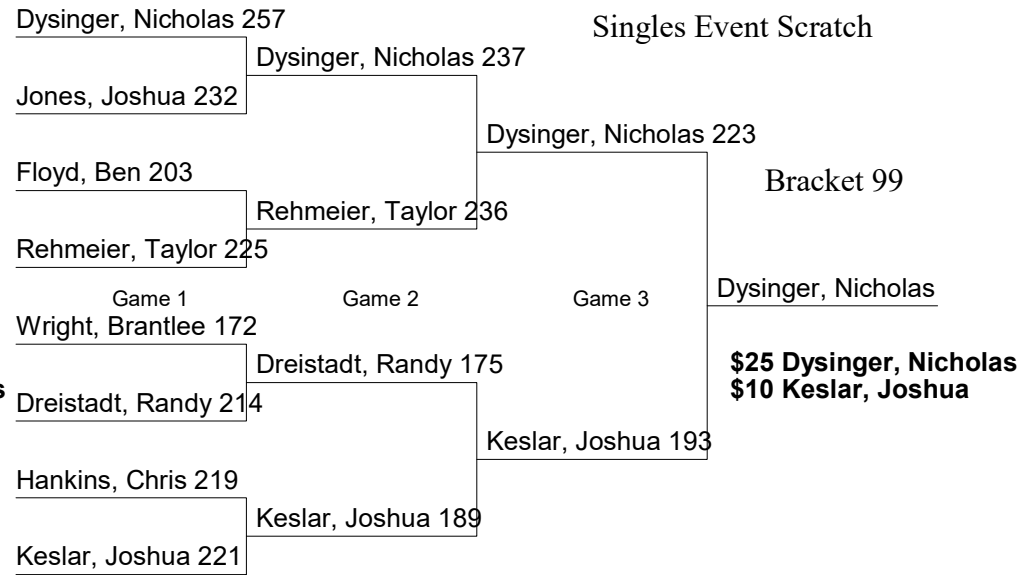 Dysinger, Nicholas 257
Singles Event Scratch
Dysinger, Nicholas 237
Jones, Joshua 232
Dysinger, Nicholas 223
Floyd, Ben 203
Bracket 99
Rehmeier, Taylor 236
Rehmeier, Taylor 225
Game 1
Game 2
Game 3
Dysinger, Nicholas
Wright, Brantlee 172
Dreistadt, Randy 175
$25 Dysinger, Nicholas
$10 Keslar, Joshua
Dreistadt, Randy 214
Keslar, Joshua 193
Hankins, Chris 219
Keslar, Joshua 189
Keslar, Joshua 221